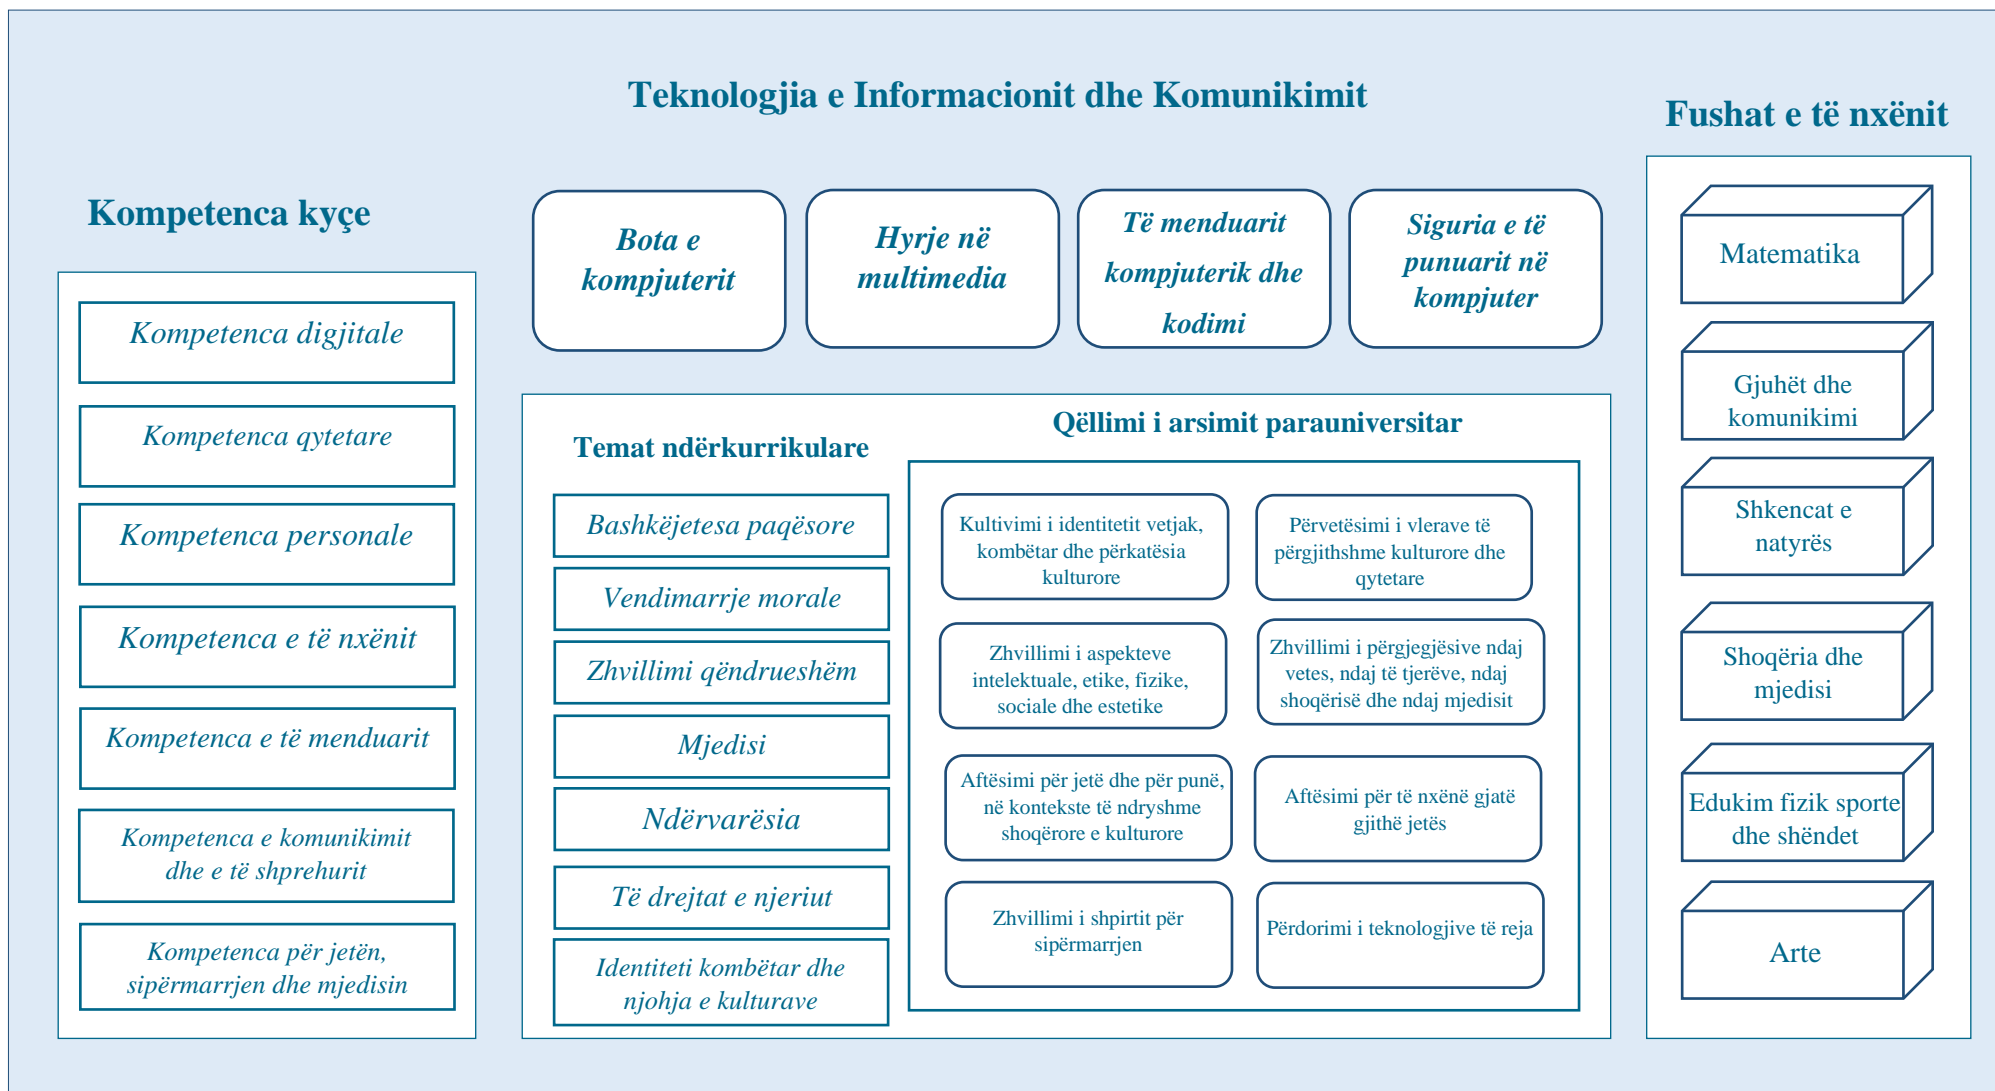 Teknologjia e Informacionit dhe Komunikimit
Kompetenca kyçe
Kompetenca digjitale
Kompetenca qytetare
Kompetenca personale
Kompetenca e të nxënit
Kompetenca e të menduarit
Kompetenca e komunikimit
dhe e të shprehurit
Kompetenca për jetën,
sipërmarrjen dhe mjedisin
Bota e
kompjuterit
Hyrje në
multimedia
Të menduarit
kompjuterik dhe
kodimi
Siguria e të
punuarit në
kompjuter
Temat ndërkurrikulare
Bashkëjetesa paqësore
Vendimarrje morale
Zhvillimi qëndrueshëm
Mjedisi
Ndërvarësia
Të drejtat e njeriut
Identiteti kombëtar dhe
njohja e kulturave
Qëllimi i arsimit parauniversitar
Kultivimi i identitetit vetjak,
kombëtar dhe përkatësia
kulturore
Përvetësimi i vlerave të
përgjithshme kulturore dhe
qytetare
Zhvillimi i aspekteve
intelektuale, etike, fizike,
sociale dhe estetike
Zhvillimi i përgjegjësive ndaj
vetes, ndaj të tjerëve, ndaj
shoqërisë dhe ndaj mjedisit
Aftësimi për jetë dhe për punë,
në kontekste të ndryshme
shoqërore e kulturore
Aftësimi për të nxënë gjatë
gjithë jetës
Zhvillimi i shpirtit për
sipërmarrjen
Përdorimi i teknologjive të reja
Fushat e të nxënit
Matematika
Gjuhët dhe
komunikimi
Shkencat e
natyrës
Shoqëria dhe
mjedisi
Edukim fizik sporte
dhe shëndet
Arte